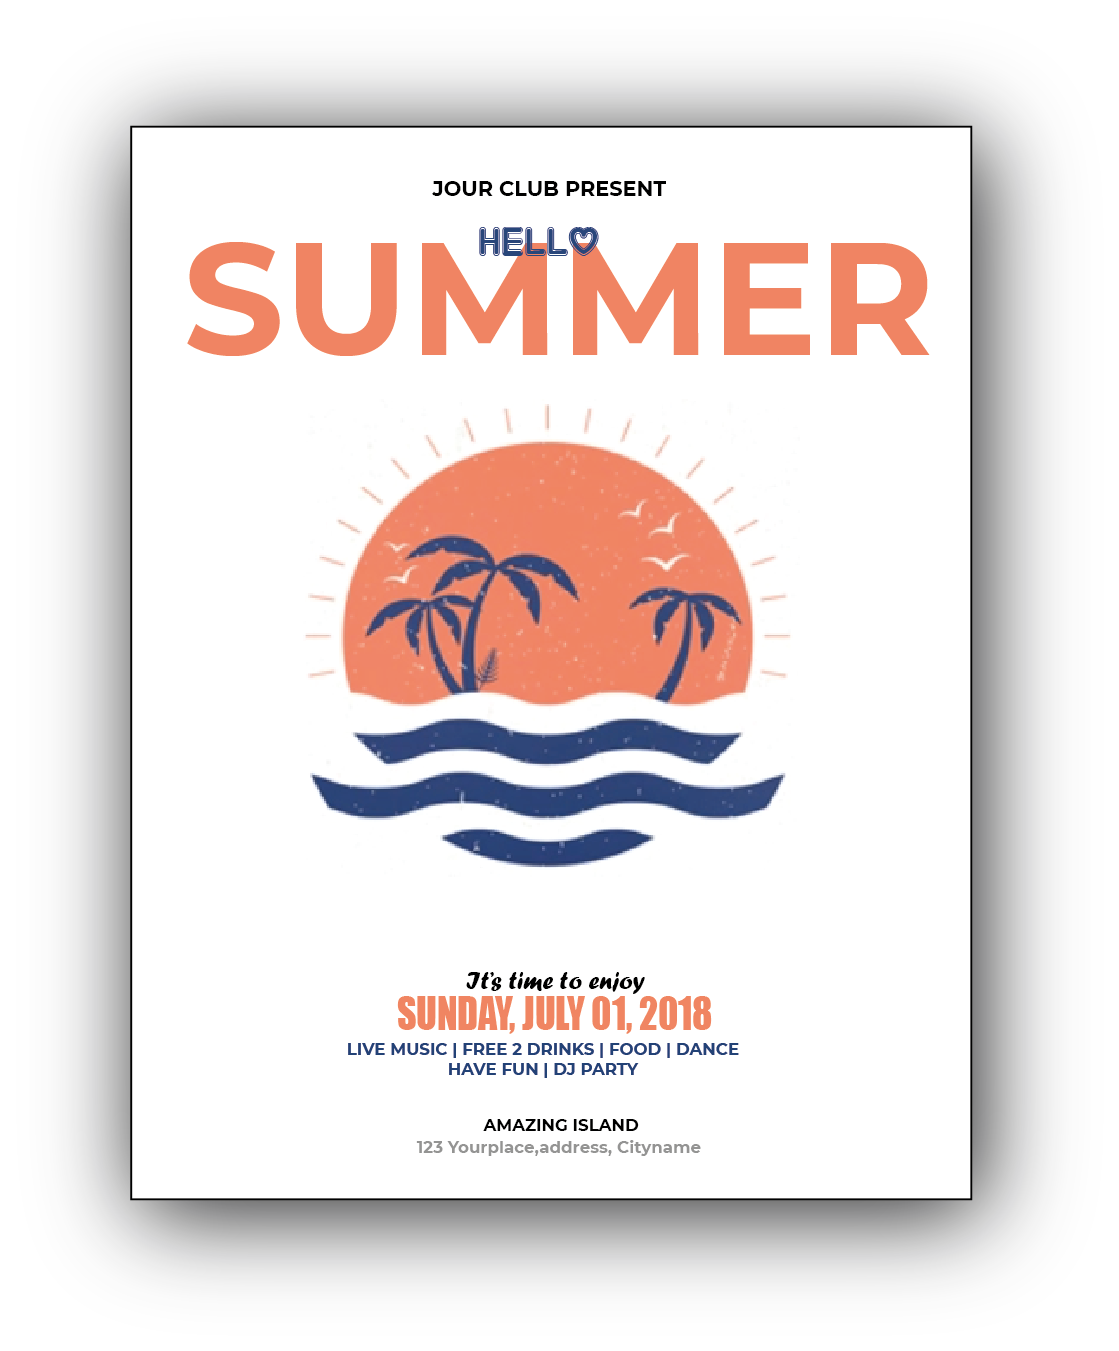 JOUR CLUB PRESENT
HELL♡
SUMMER
It's time to enjoy
SUNDAY, JULY 01, 2018
LIVE MUSIC | FREE 2 DRINKS | FOOD | DANCE
HAVE FUN | DJ PARTY
AMAZING ISLAND
123 Yourplace,address, Cityname